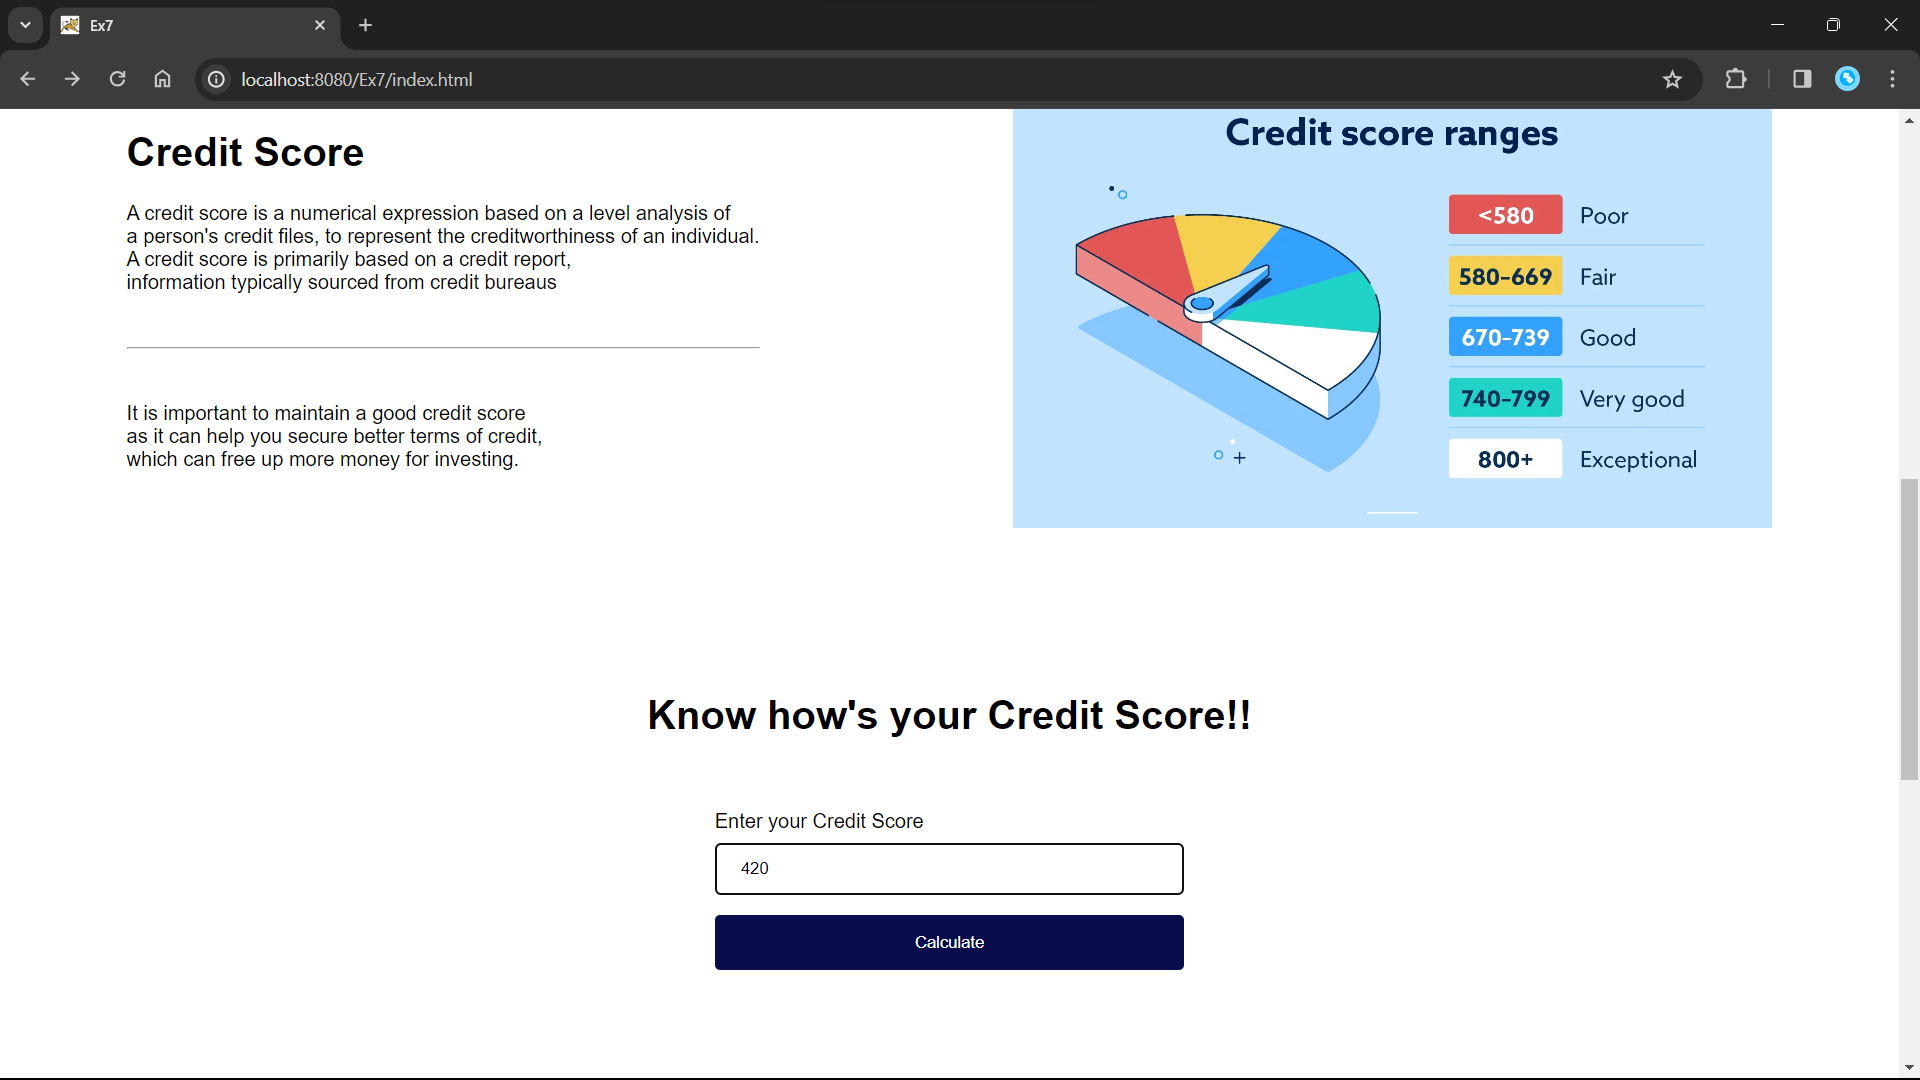 Ex7
localhost:8080/Ex7/index.html
Credit Score
A credit score is a numerical expression based on a level analysis of
a person's credit files, to represent the creditworthiness of an individual.
A credit score is primarily based on a credit report,
information typically sourced from credit bureaus
It is important to maintain a good credit score
as it can help you secure better terms of credit,
which can free up more money for investing.
Credit score ranges
<580 Poor
580-669 Fair
670-739 Good
740-799 Very good
800+ Exceptional
Know how's your Credit Score!!
Enter your Credit Score
420
Calculate